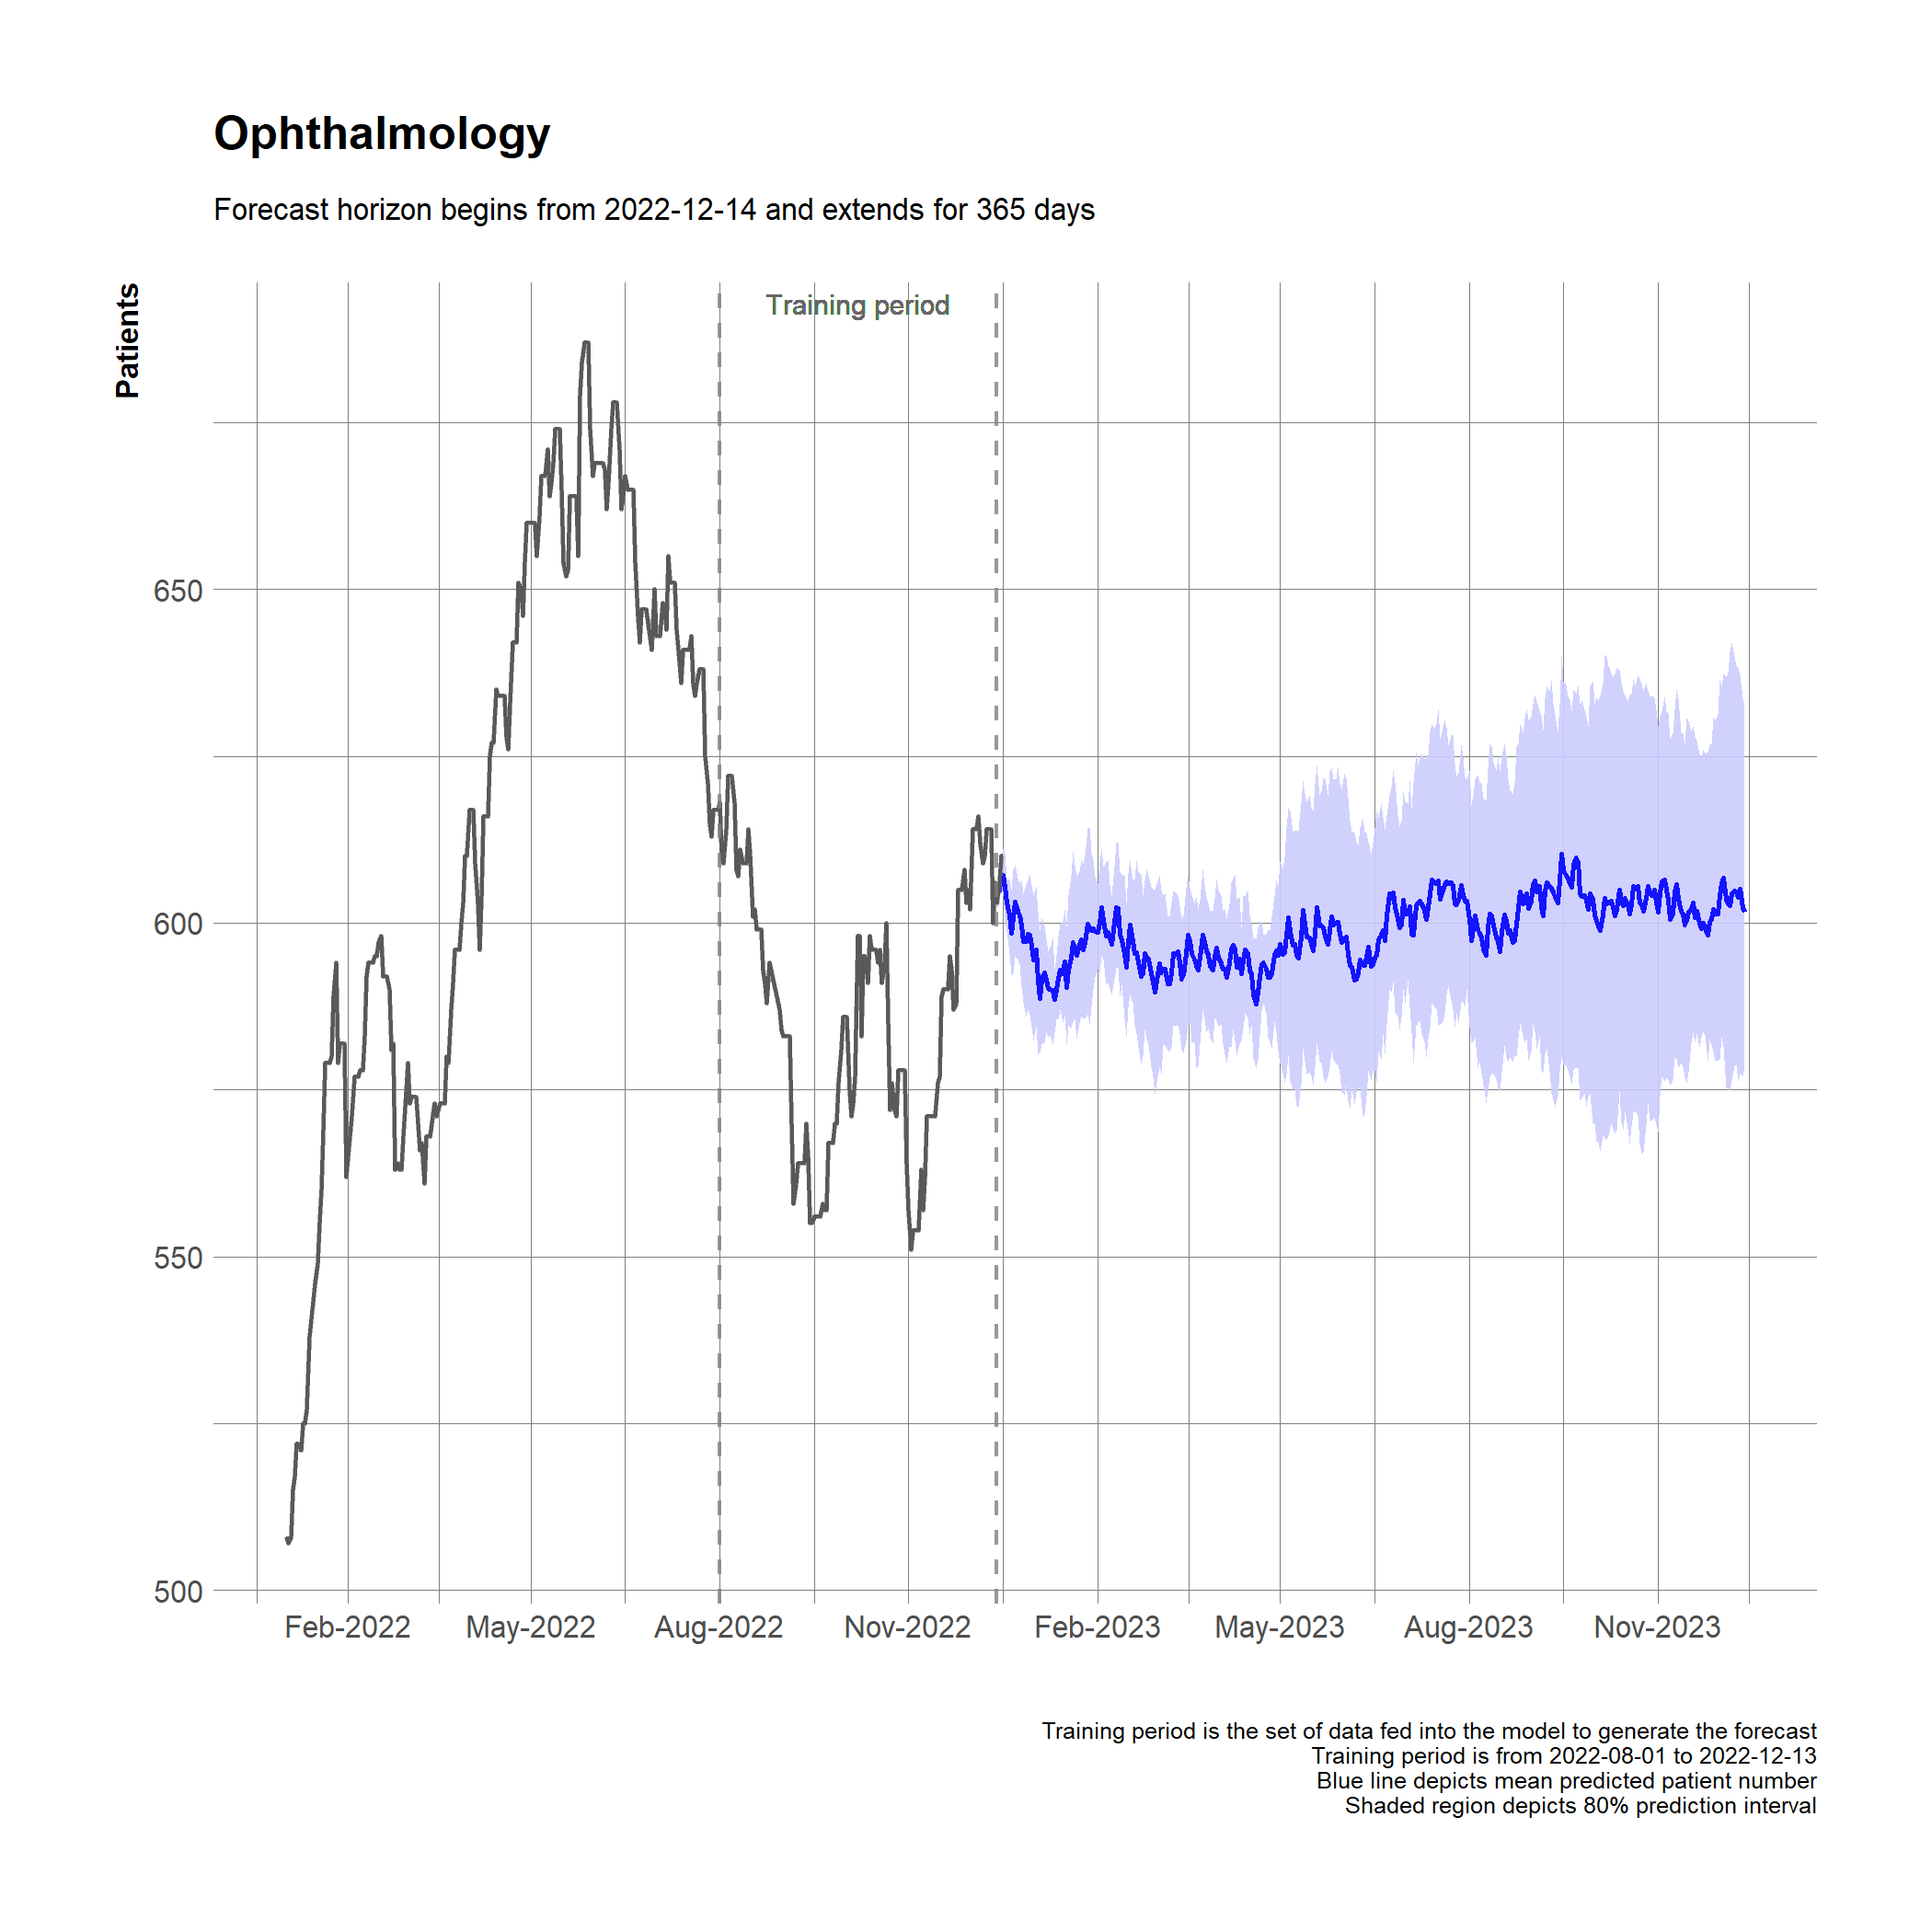 Ophthalmology
Forecast horizon begins from 2022-12-14 and extends for 365 days
Patients
Training period
650
600
550
500
Feb-2022 May-2022 Aug-2022 Nov-2022 Feb-2023 May-2023 Aug-2023 Nov-2023
Training period is the set of data fed into the model to generate the forecast
Training period is from 2022-08-01 to 2022-12-13
Blue line depicts mean predicted patient number
Shaded region depicts 80% prediction interval